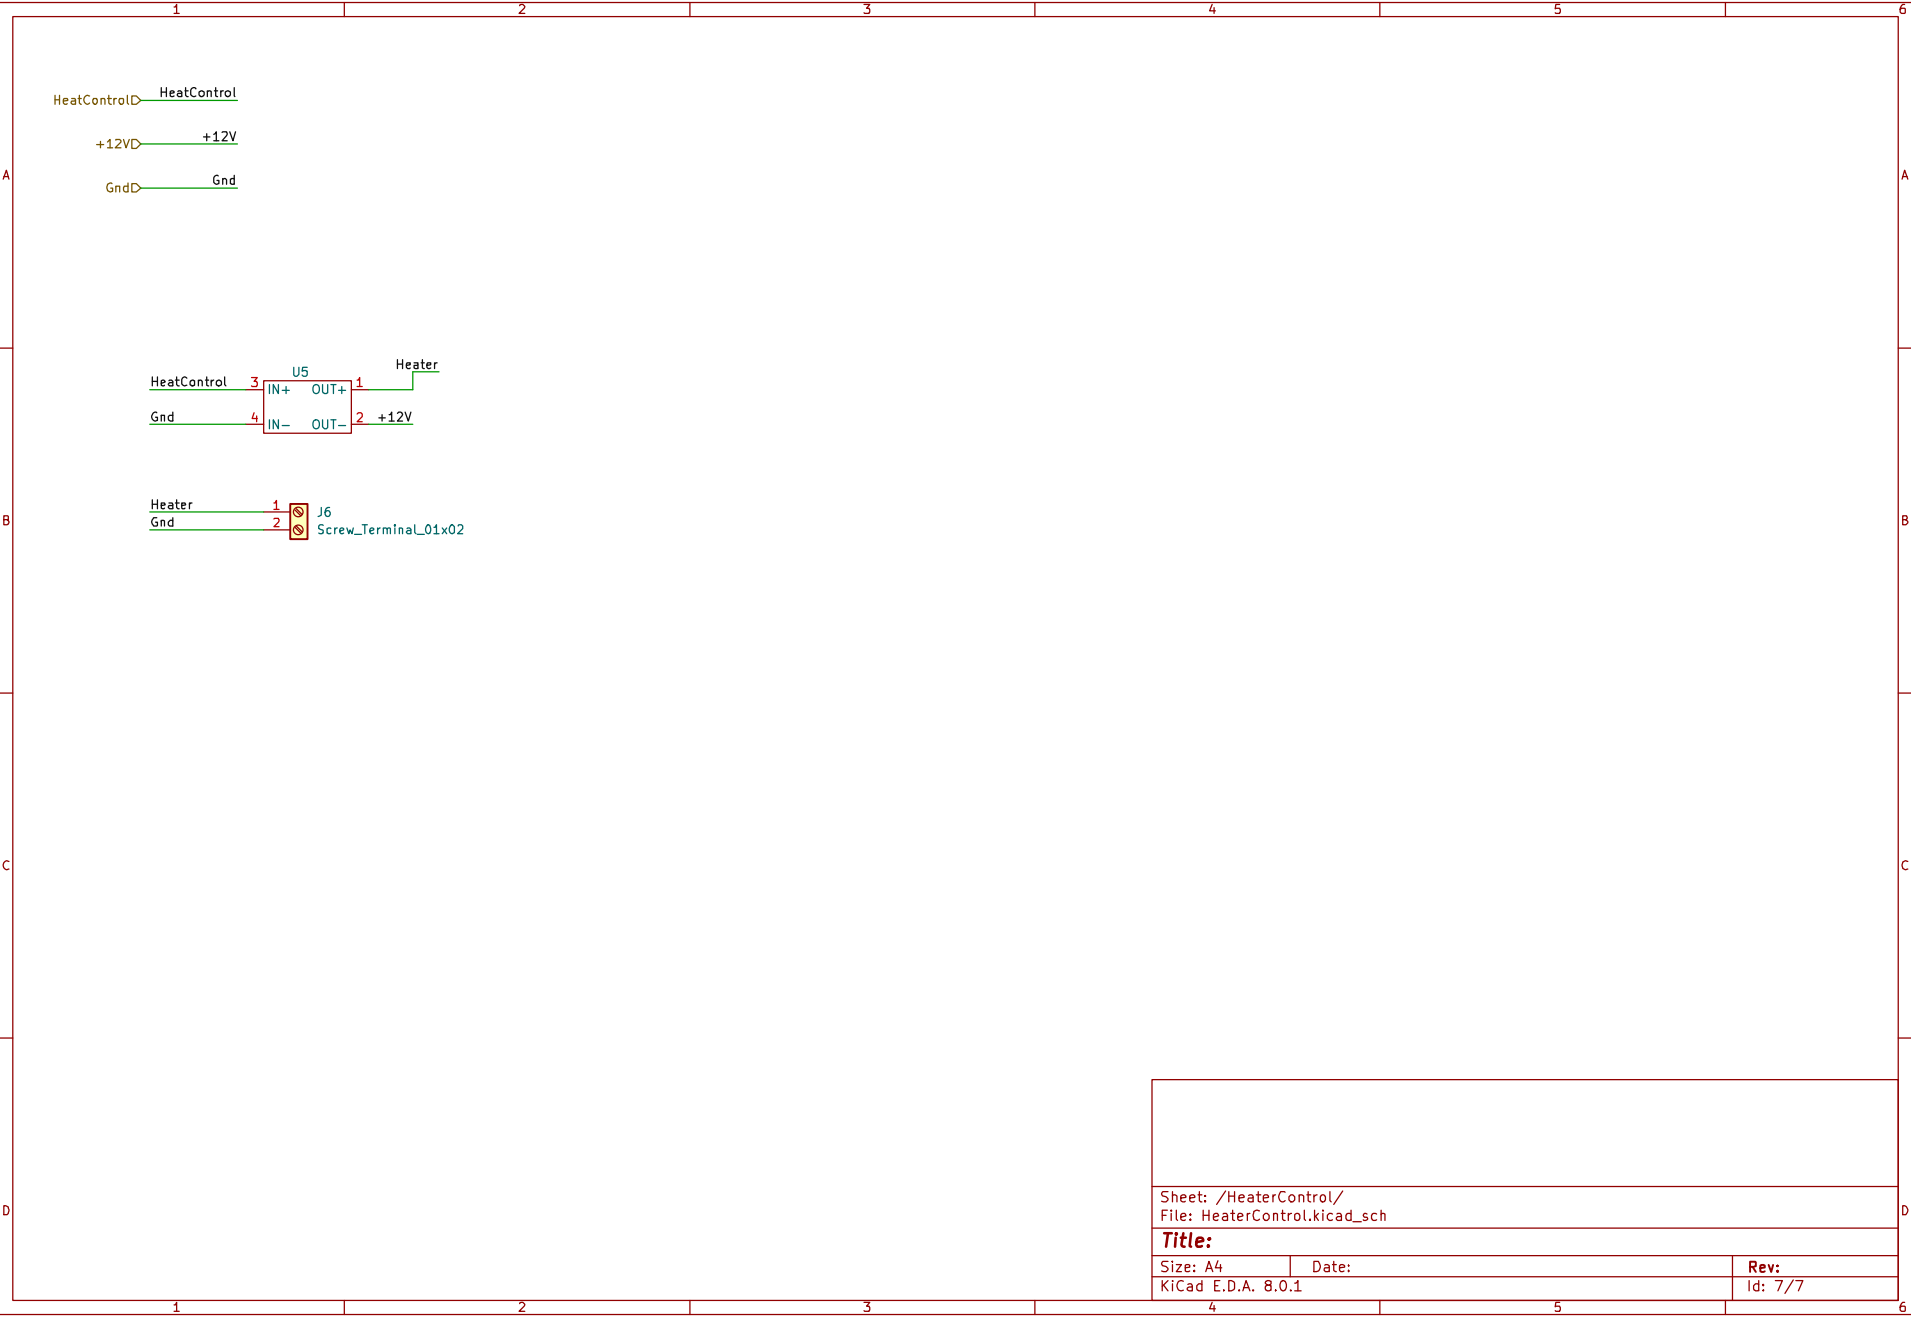 1 2 3 4 5 6
HeatControl HeatControl
+12V +12V
A A
Gnd Gnd
Heater
U5
HeatControl 3 IN+ OUT+ 1
Gnd 4 IN- OUT- 2 +12V
Heater 1 J6
B B
Gnd 2 Screw_Terminal_01x02
C C
Sheet: /HeaterControl/
D D
File: HeaterControl.kicad_sch
Title:
Size: A4 Date: Rev:
KiCad E.D.A. 8.0.1 Id: 7/7
1 2 3 4 5 6